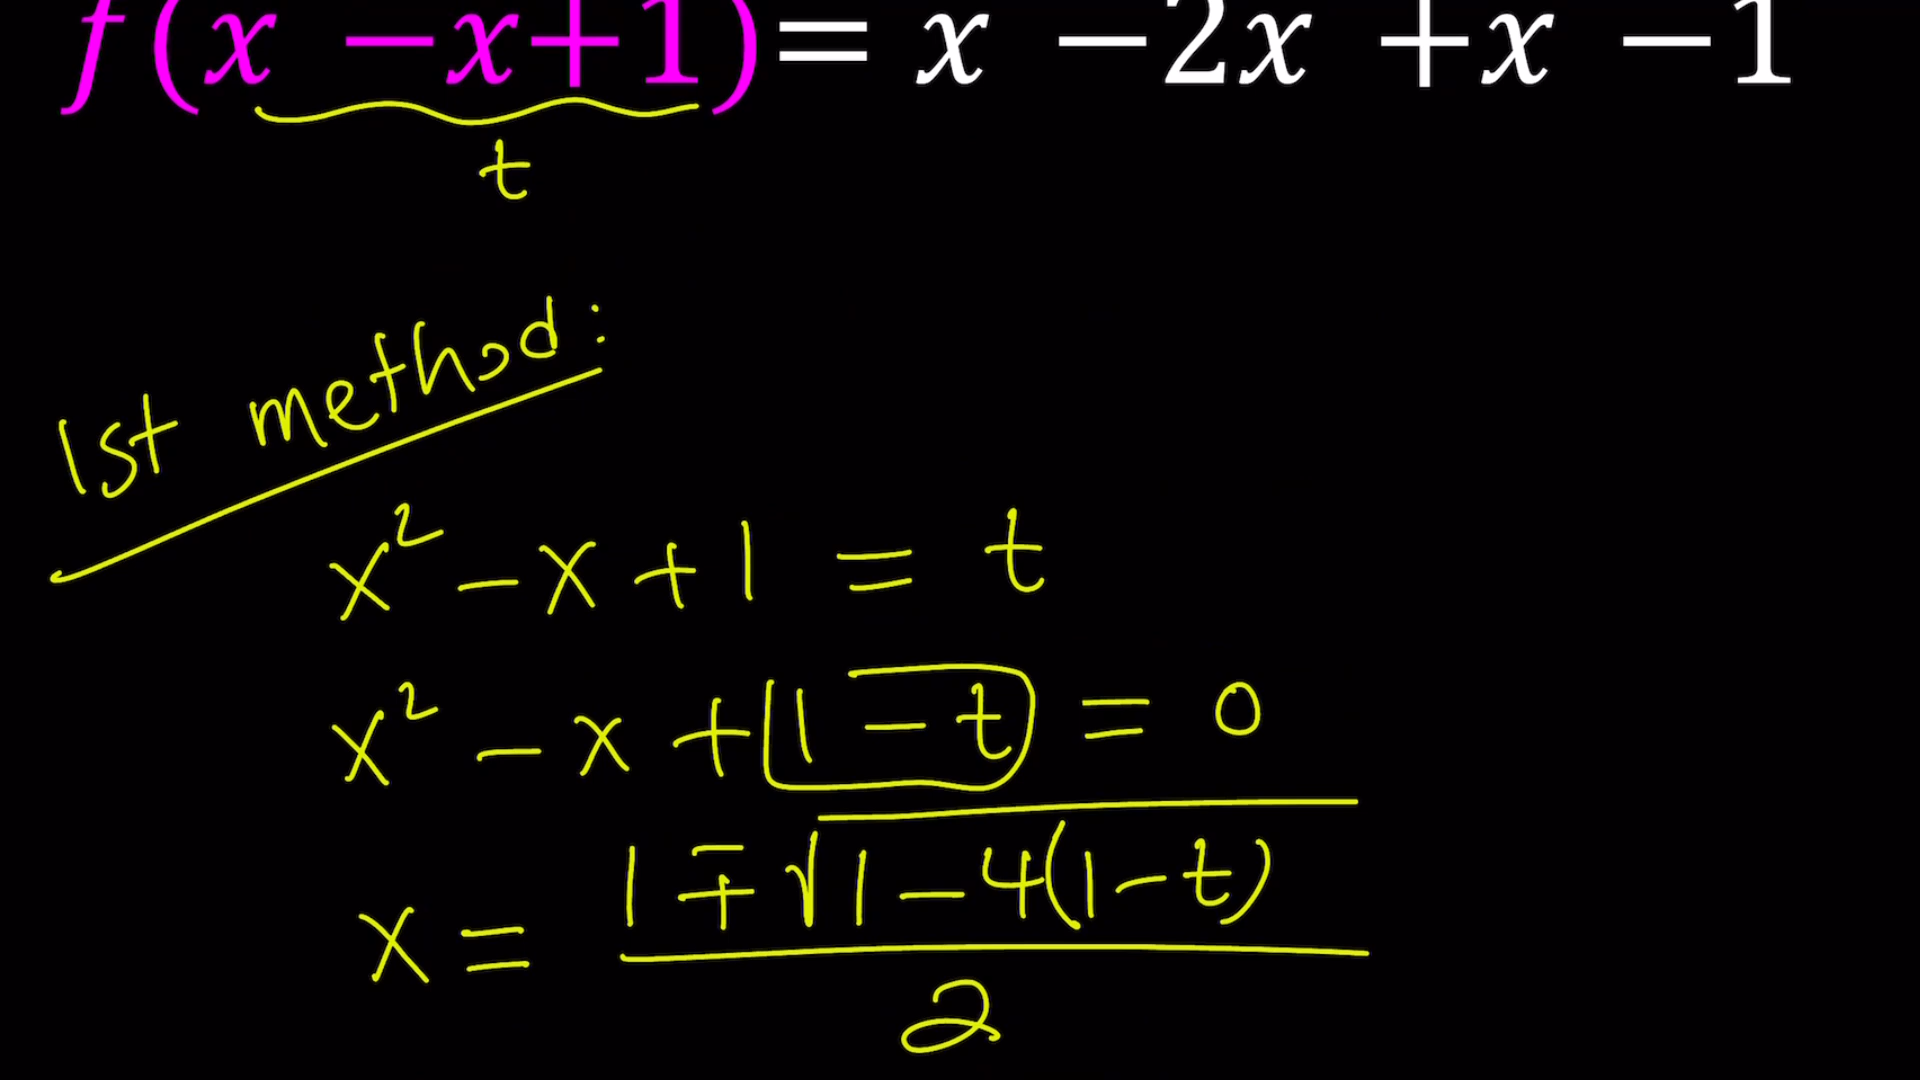 f(x −x+1)= x −2x +x −1
t
1st method:
x² − x + 1 = t
x² − x + 1 − t = 0
x = (1 ∓ √(1 − 4(1 − t))) / 2